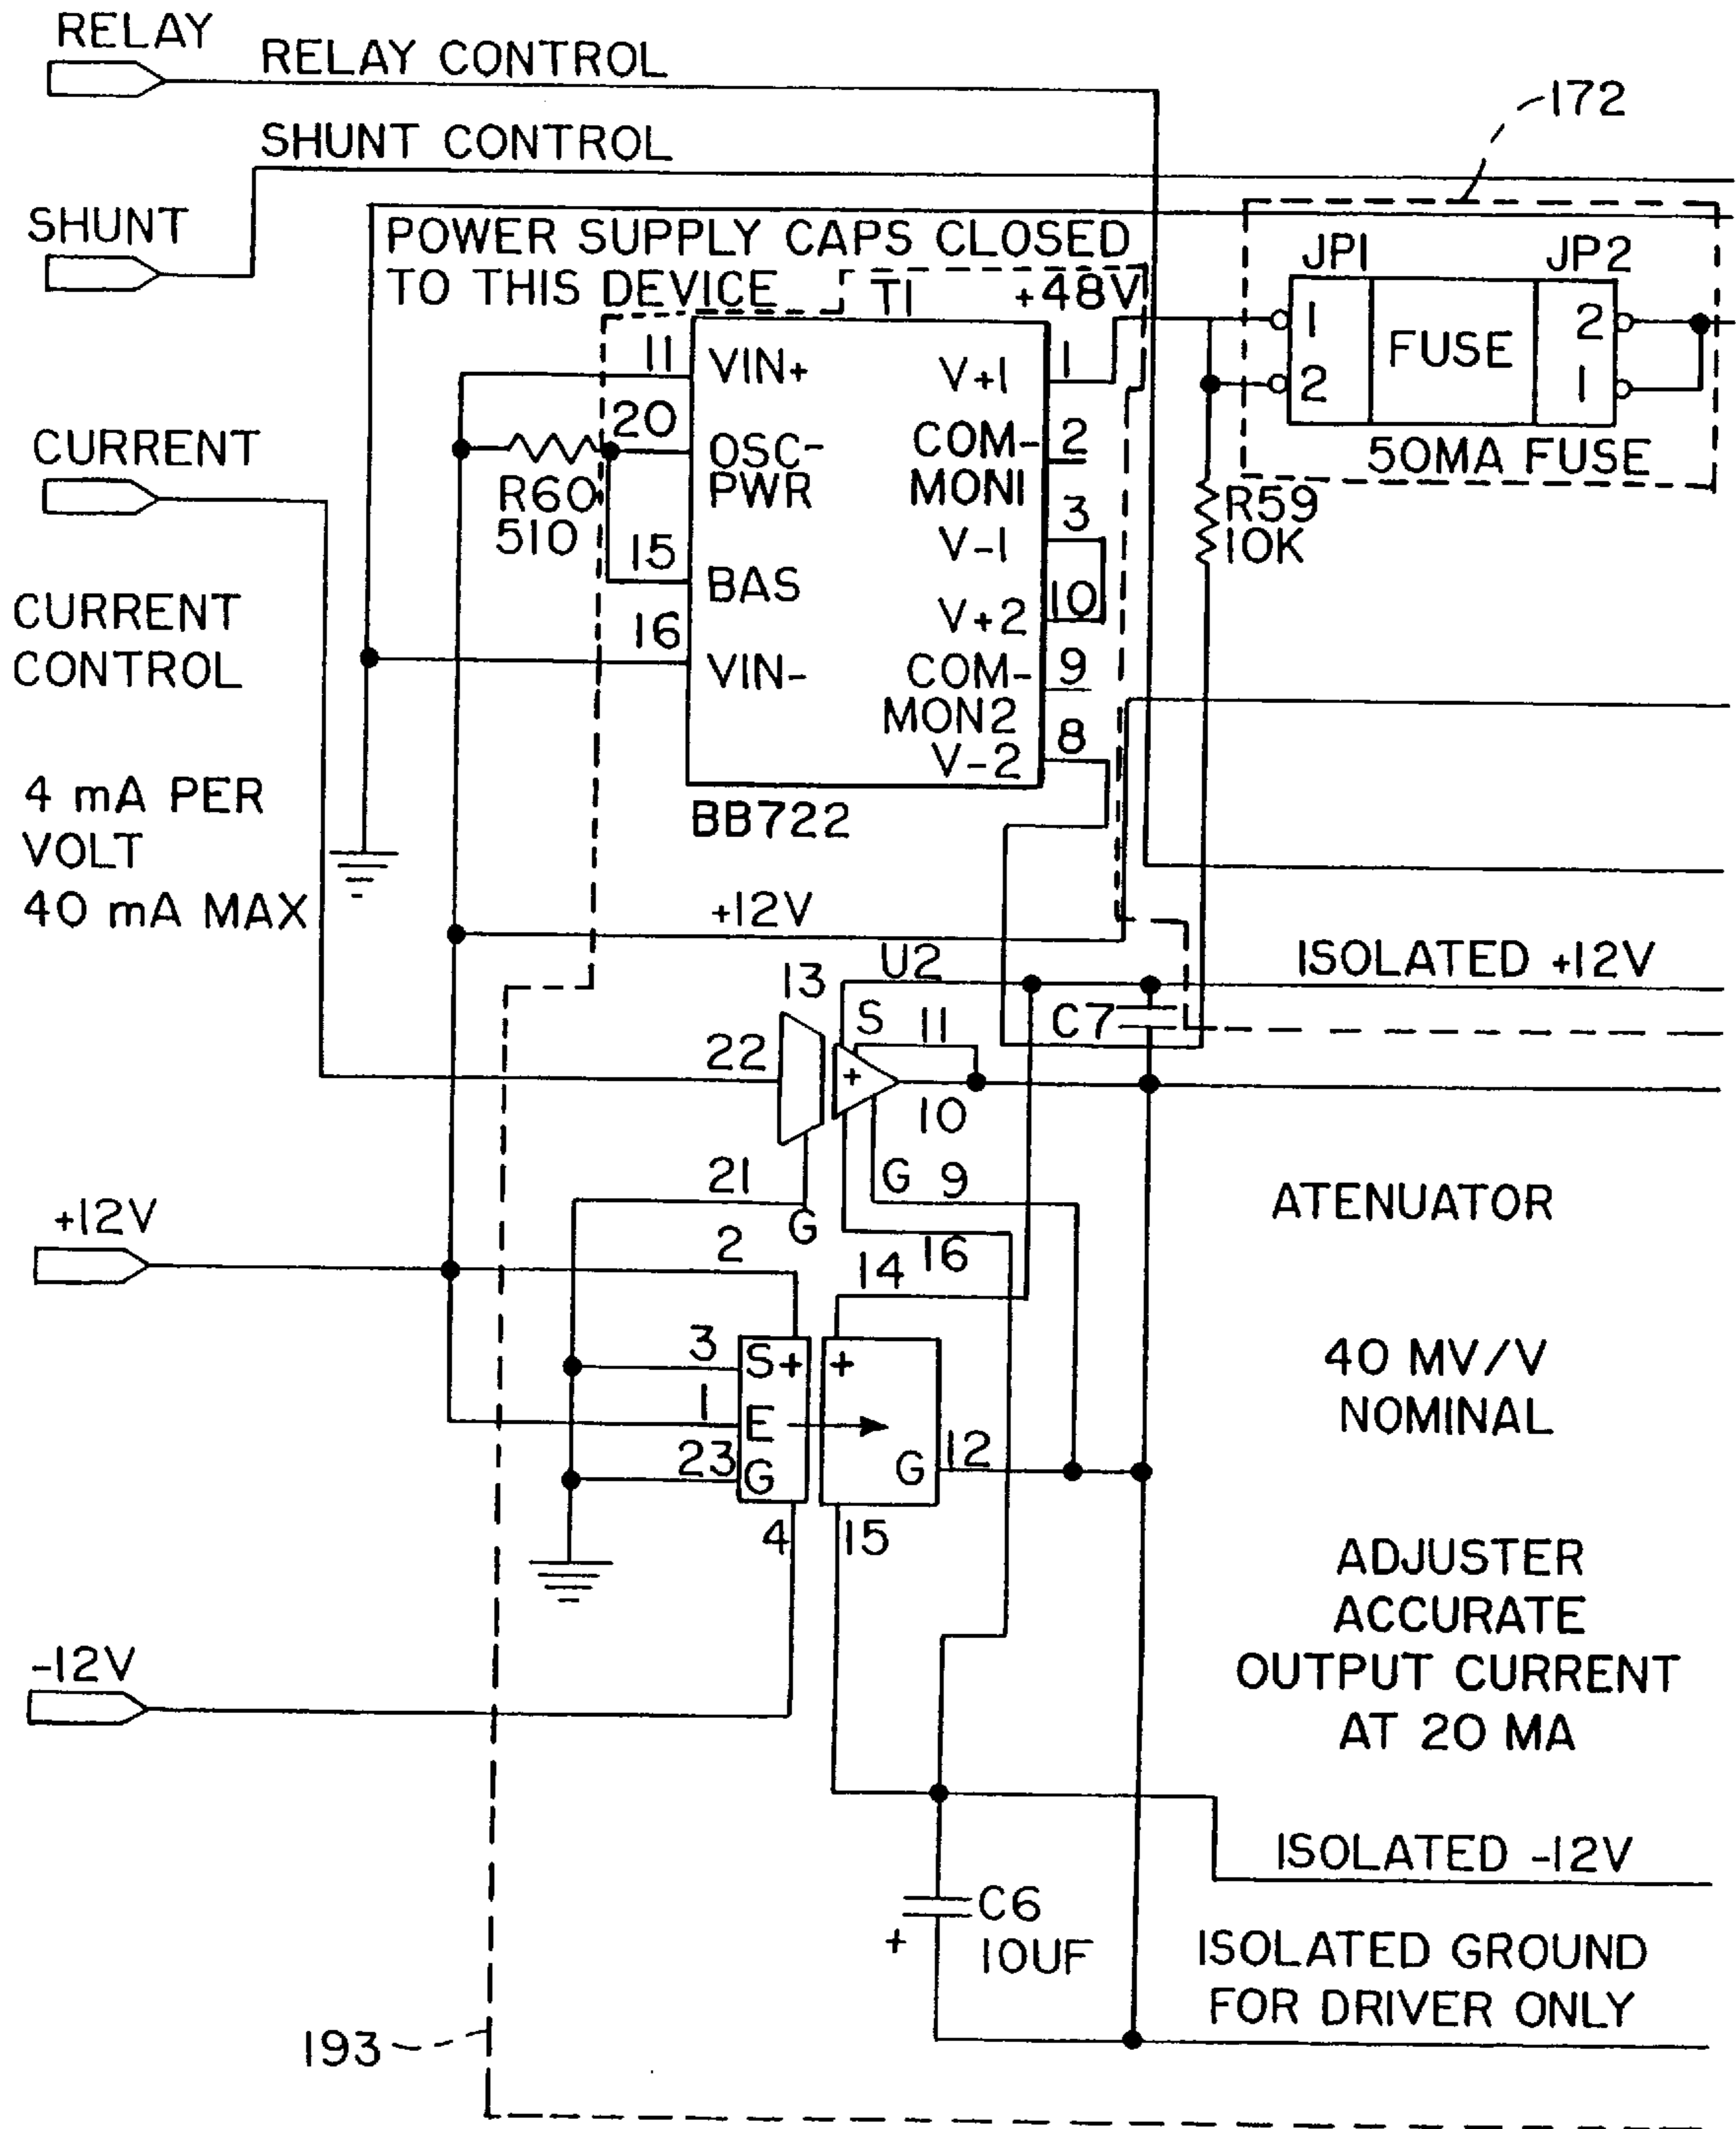 RELAY
RELAY CONTROL
172
SHUNT CONTROL
SHUNT
POWER SUPPLY CAPS CLOSED
TO THIS DEVICE
T1
+48V
JP1
JP2
11
VIN+
V+1
1
1
FUSE
2
2
1
20
OSC-
PWR
COM-
MON1
2
CURRENT
50MA FUSE
R60
510
3
V-1
R59
10K
15
BAS
CURRENT
CONTROL
V+2
10
16
VIN-
COM-
MON2
9
V-2
8
4 mA PER
VOLT
40 mA MAX
BB722
+12V
U2
ISOLATED +12V
13
S
11
C7
22
+
10
21
G
9
ATENUATOR
+12V
G
2
16
14
3
S+
+
40 MV/V
NOMINAL
1
E
23
G
G
12
4
15
ADJUSTER
ACCURATE
OUTPUT CURRENT
AT 20 MA
-12V
ISOLATED -12V
C6
+
10UF
ISOLATED GROUND
FOR DRIVER ONLY
193